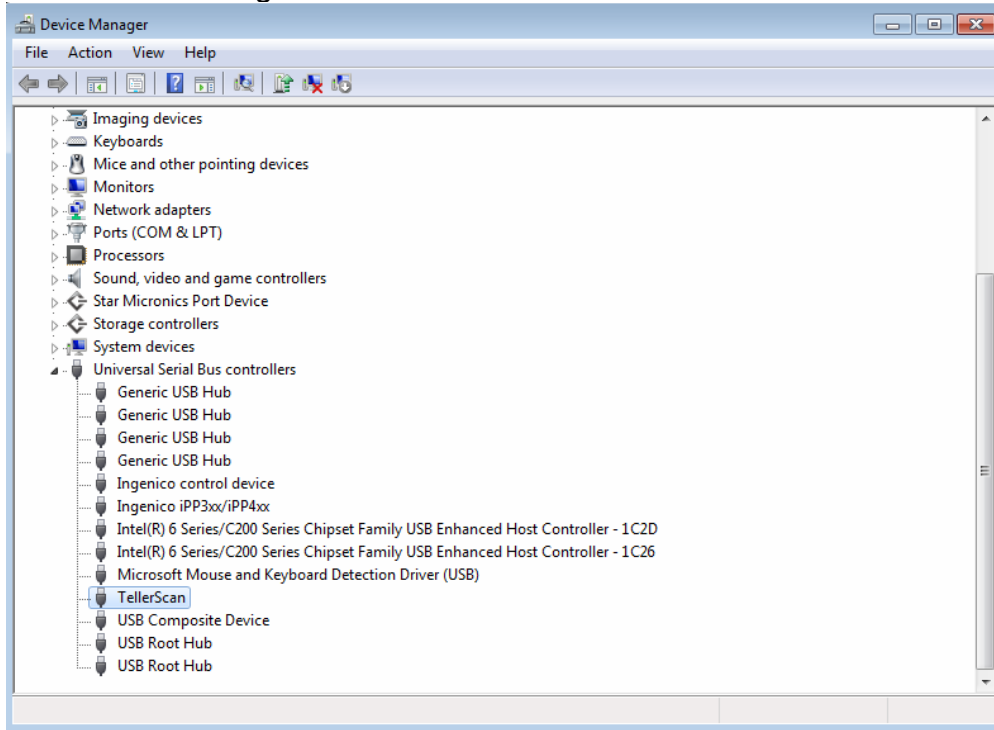 Device Manager
File Action View Help
Imaging devices
Keyboards
Mice and other pointing devices
Monitors
Network adapters
Ports (COM & LPT)
Processors
Sound, video and game controllers
Star Micronics Port Device
Storage controllers
System devices
Universal Serial Bus controllers
Generic USB Hub
Generic USB Hub
Generic USB Hub
Generic USB Hub
Ingenico control device
Ingenico iPP3xx/iPP4xx
Intel(R) 6 Series/C200 Series Chipset Family USB Enhanced Host Controller - 1C2D
Intel(R) 6 Series/C200 Series Chipset Family USB Enhanced Host Controller - 1C26
Microsoft Mouse and Keyboard Detection Driver (USB)
TellerScan
USB Composite Device
USB Root Hub
USB Root Hub